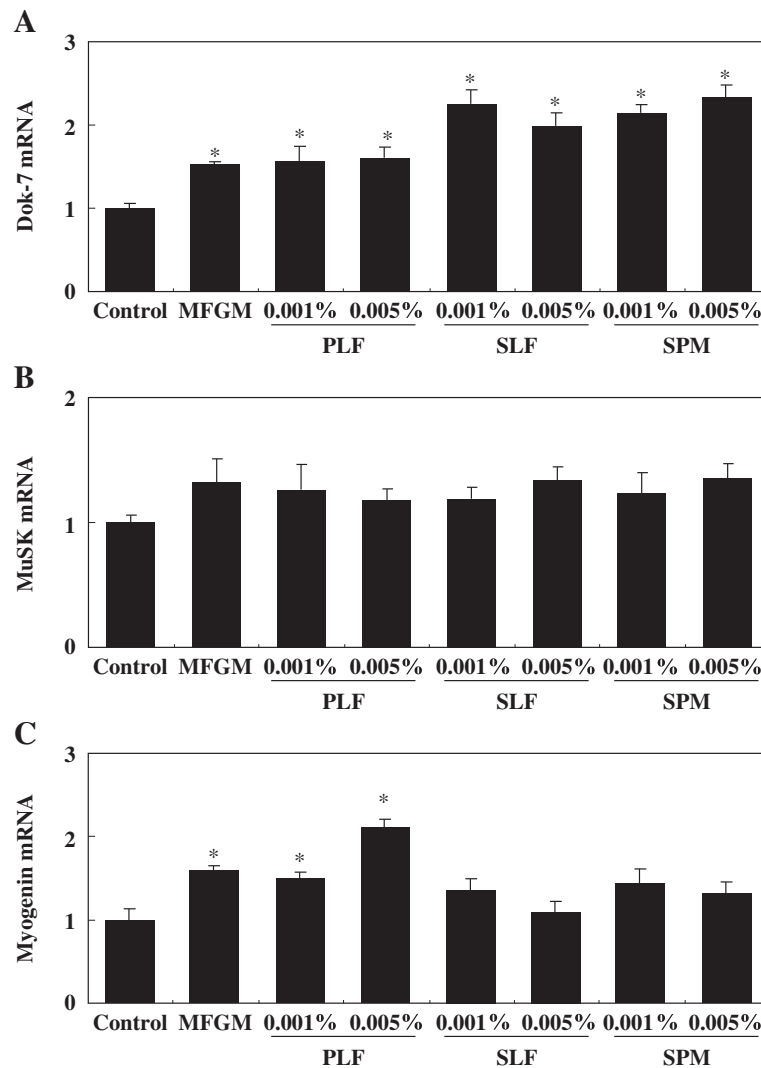 A
Dok-7 mRNA
3
2
1
0
* * * * * * *
Control MFGM 0.001% 0.005% 0.001% 0.005% 0.001% 0.005%
PLF SLF SPM
B
MuSK mRNA
2
1
0
Control MFGM 0.001% 0.005% 0.001% 0.005% 0.001% 0.005%
PLF SLF SPM
C
Myogenin mRNA
3
2
1
0
* * *
Control MFGM 0.001% 0.005% 0.001% 0.005% 0.001% 0.005%
PLF SLF SPM